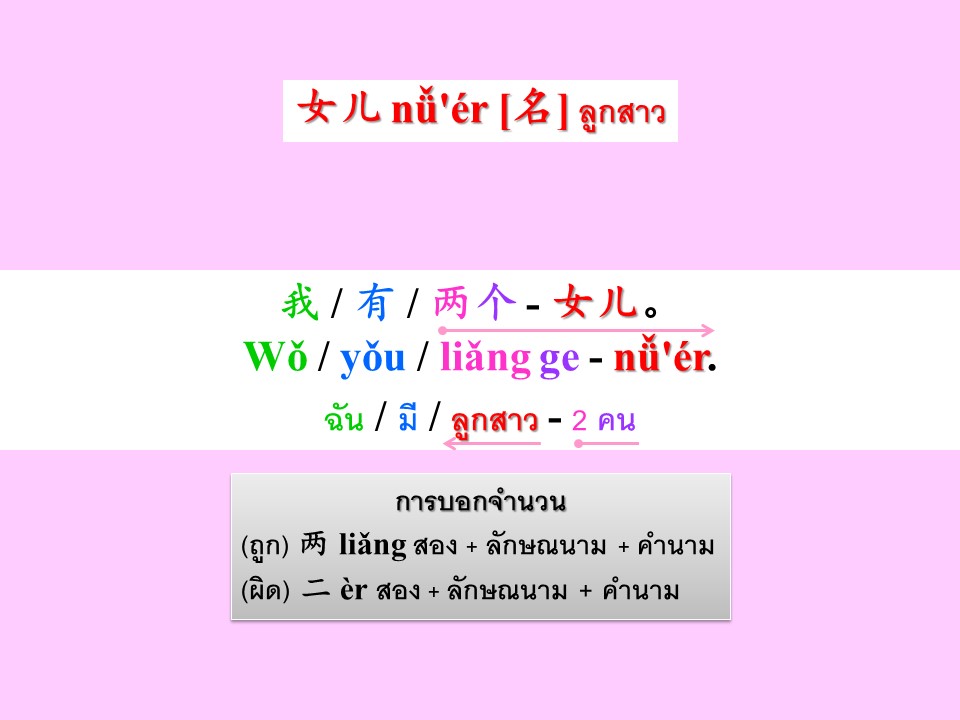 女儿 nǚ'ér [名] ลูกสาว
我 / 有 / 两个 - 女儿。
Wǒ / yǒu / liǎng ge - nǚ'ér.
ฉัน / มี / ลูกสาว - 2 คน
การบอกจำนวน
(ถูก) 两 liǎng สอง + ลักษณนาม + คำนาม
(ผิด) 二 èr สอง + ลักษณนาม + คำนาม